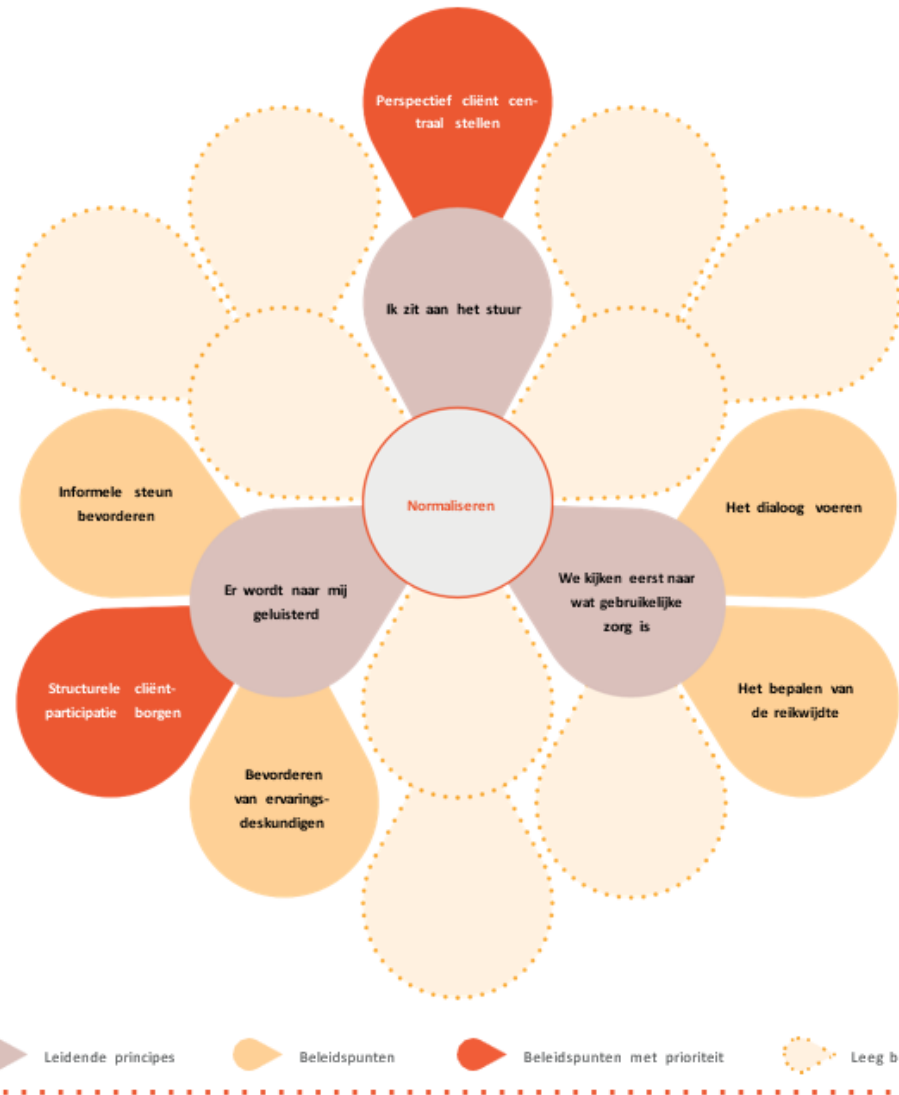 Perspectief cliënt cen-
traal stellen
Ik zit aan het stuur
Informele steun
bevorderen
Normaliseren
Het dialoog voeren
Er wordt naar mij
geluisterd
We kijken eerst naar
wat gebruikelijke
zorg is
Structurele cliënt-
participatie borgen
Het bepalen van
de reikwijdte
Bevorderen
van ervarings-
deskundigen
Leidende principes
Beleidspunten
Beleidspunten met prioriteit
Leeg b